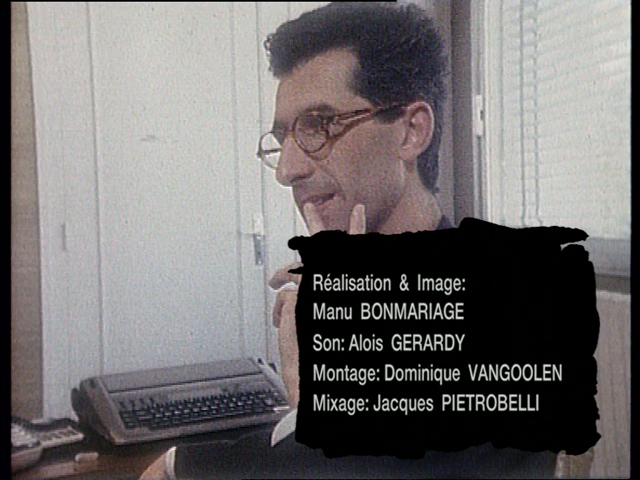 Réalisation & Image:
Manu BONMARIAGE
Son: Alois GERARDY
Montage: Dominique VANGOOLEN
Mixage: Jacques PIETROBELLI